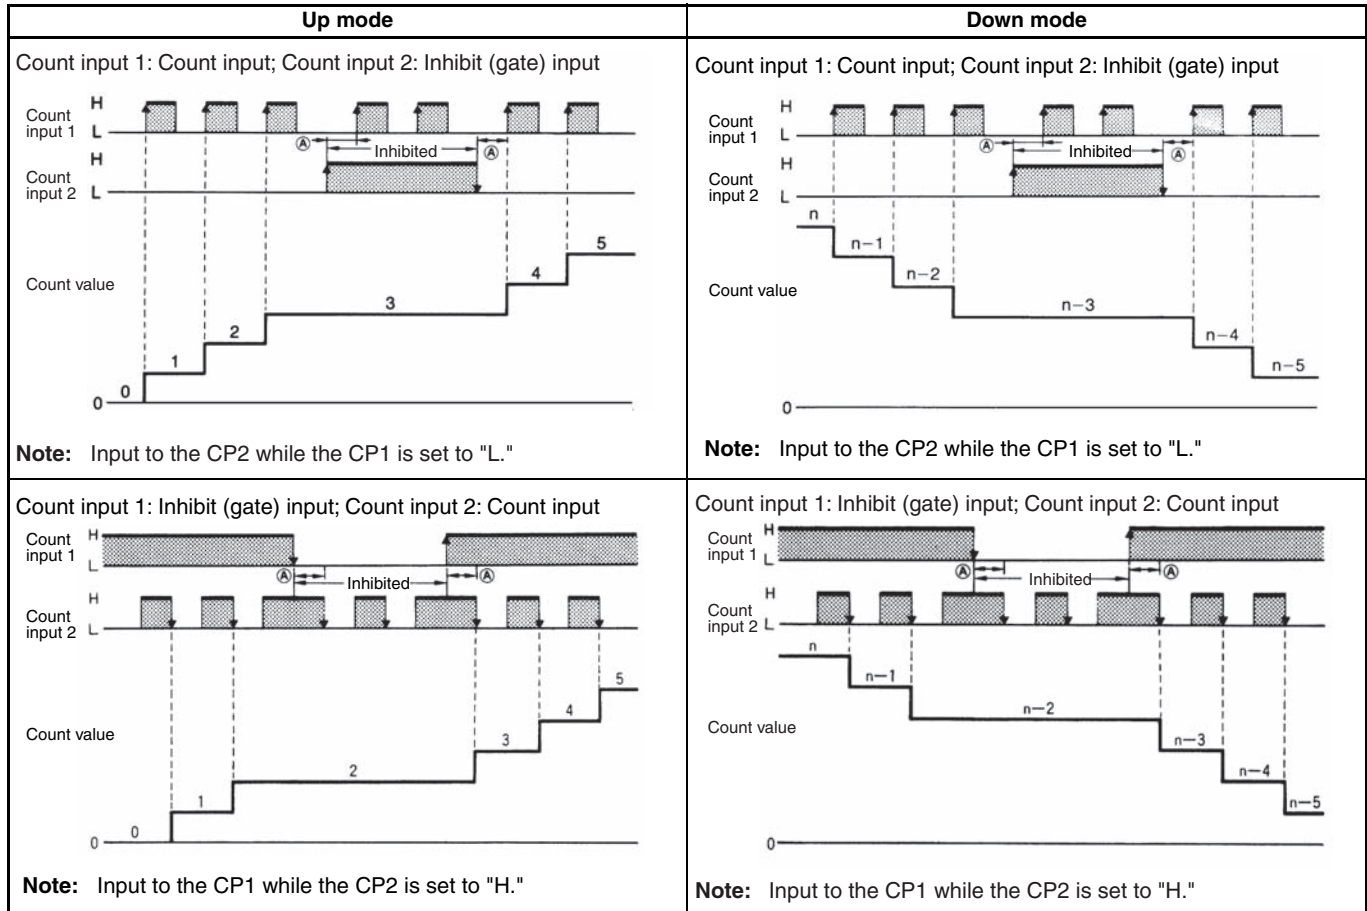 Up mode
Down mode
Count input 1: Count input; Count input 2: Inhibit (gate) input
H
Count
input 1
L
Ⓐ
Inhibited
Ⓐ
H
Count
input 2
L
Count value
0
1
2
3
4
5
0
Note: Input to the CP2 while the CP1 is set to "L."
Count input 1: Count input; Count input 2: Inhibit (gate) input
H
Count
input 1
L
Ⓐ
Inhibited
Ⓐ
H
Count
input 2
L
n
n−1
n−2
Count value
n−3
n−4
n−5
0
Note: Input to the CP2 while the CP1 is set to "L."
Count input 1: Inhibit (gate) input; Count input 2: Count input
H
Count
input 1
L
Ⓐ
Inhibited
Ⓐ
H
Count
input 2
L
Count value
0
1
2
3
4
5
0
Note: Input to the CP1 while the CP2 is set to "H."
Count input 1: Inhibit (gate) input; Count input 2: Count input
H
Count
input 1
L
Ⓐ
Inhibited
Ⓐ
H
Count
input 2
L
n
n−1
n−2
Count value
n−3
n−4
n−5
0
Note: Input to the CP1 while the CP2 is set to "H."